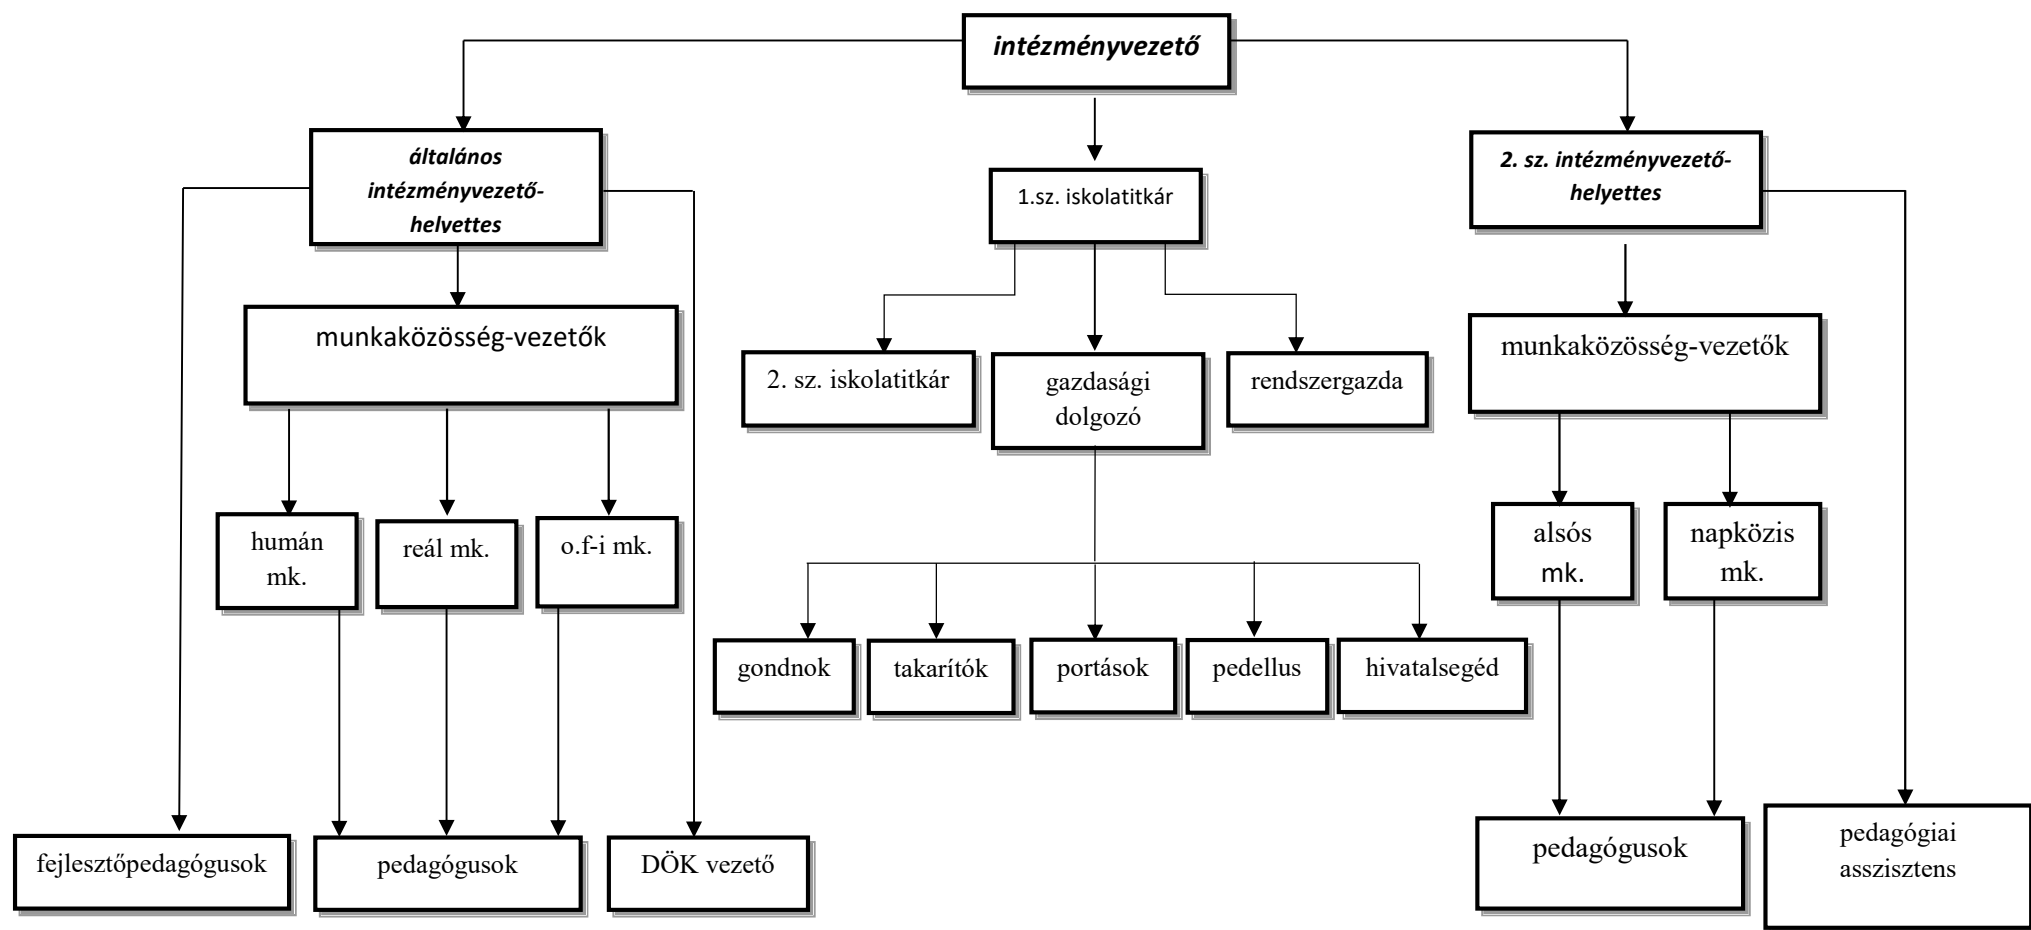 intézményvezető
általános
intézményvezető-
helyettes
1.sz. iskolatitkár
2. sz. intézményvezető-
helyettes
munkaközösség-vezetők
2. sz. iskolatitkár
gazdasági
dolgozó
rendszergazda
munkaközösség-vezetők
humán
mk.
reál mk.
o.f-i mk.
alsós
mk.
napközis
mk.
gondnok
takarítók
portások
pedellus
hivatalsegéd
fejlesztőpedagógusok
pedagógusok
DÖK vezető
pedagógusok
pedagógiai
asszisztens